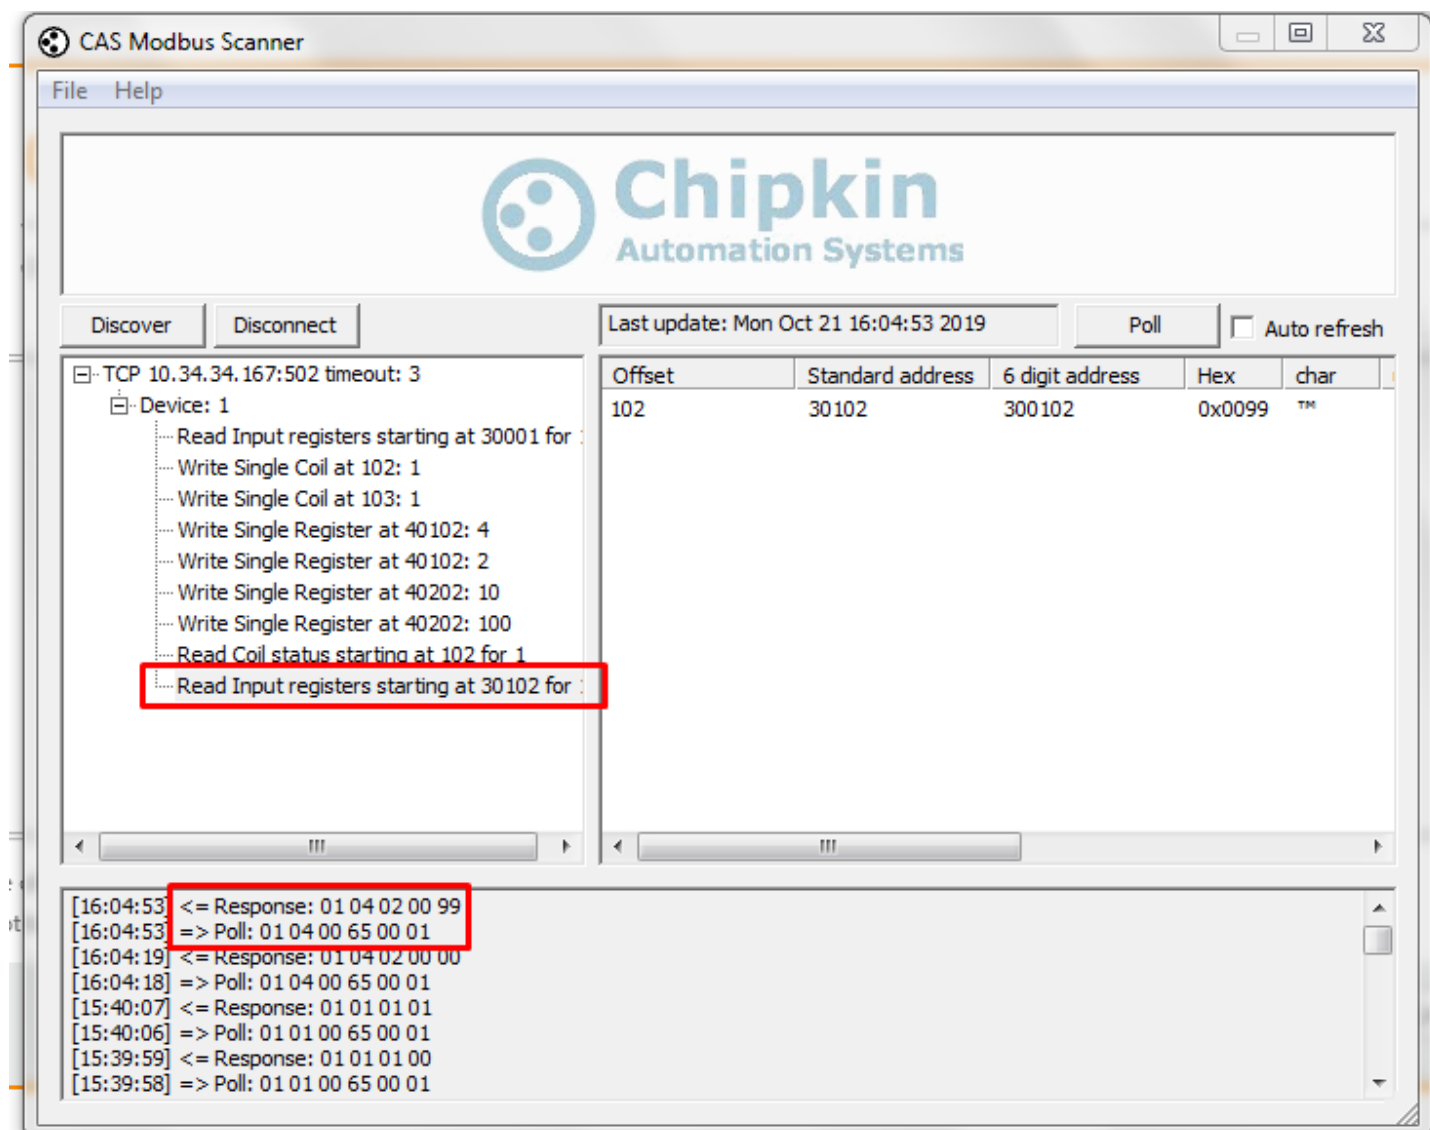 CAS Modbus Scanner
File Help
Chipkin
Automation Systems
Discover Disconnect Last update: Mon Oct 21 16:04:53 2019 Poll Auto refresh
TCP 10.34.34.167:502 timeout: 3
Device: 1
Read Input registers starting at 30001 for
Write Single Coil at 102: 1
Write Single Coil at 103: 1
Write Single Register at 40102: 4
Write Single Register at 40102: 2
Write Single Register at 40202: 10
Write Single Register at 40202: 100
Read Coil status starting at 102 for 1
Read Input registers starting at 30102 for
Offset Standard address 6 digit address Hex char
102 30102 300102 0x0099 ™
[16:04:53] <= Response: 01 04 02 00 99
[16:04:53] => Poll: 01 04 00 65 00 01
[16:04:19] <= Response: 01 04 02 00 00
[16:04:18] => Poll: 01 04 00 65 00 01
[15:40:07] <= Response: 01 01 01 01
[15:40:06] => Poll: 01 01 00 65 00 01
[15:39:59] <= Response: 01 01 01 00
[15:39:58] => Poll: 01 01 00 65 00 01